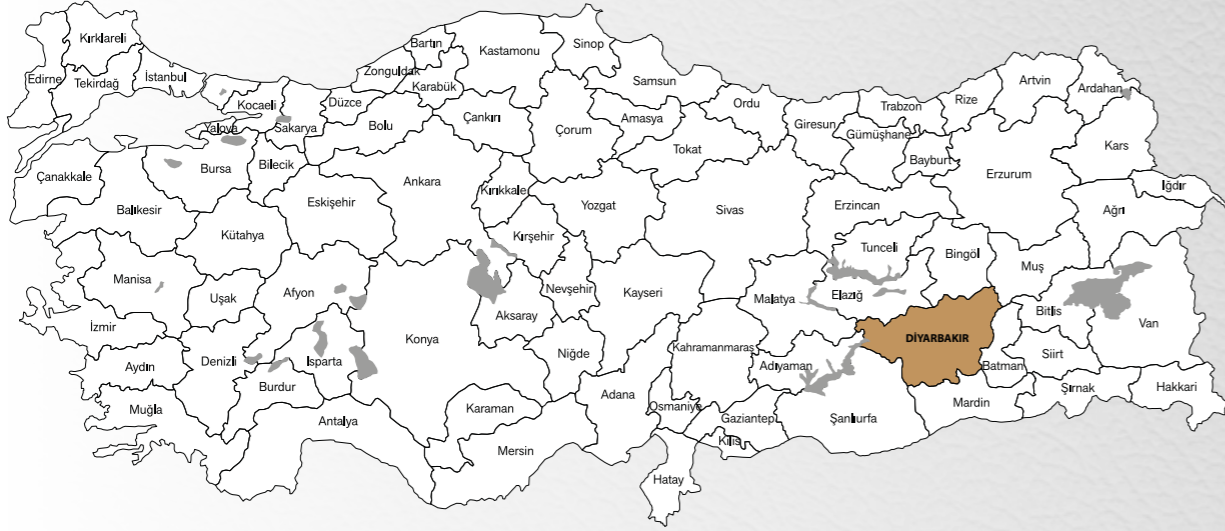 Kırklareli
Edirne
Tekirdağ
İstanbul
Kocaeli
Yalova
Sakarya
Düzce
Zonguldak
Bartın
Karabük
Kastamonu
Sinop
Samsun
Ordu
Giresun
Trabzon
Rize
Artvin
Ardahan
Kars
Gümüşhane
Bayburt
Erzurum
Iğdır
Ağrı
Bolu
Çankırı
Çorum
Amasya
Tokat
Çanakkale
Bursa
Bilecik
Eskişehir
Ankara
Kırıkkale
Yozgat
Sivas
Erzincan
Balıkesir
Kütahya
Kırşehir
Tunceli
Bingöl
Muş
Manisa
Uşak
Afyon
Nevşehir
Kayseri
Malatya
Elazığ
Bitlis
Van
İzmir
Aksaray
Konya
Niğde
Kahramanmaraş
DİYARBAKIR
Aydın
Denizli
Isparta
Burdur
Adıyaman
Batman
Siirt
Şırnak
Hakkari
Muğla
Antalya
Karaman
Adana
Osmaniye
Gaziantep
Şanlıurfa
Mardin
Kilis
Mersin
Hatay